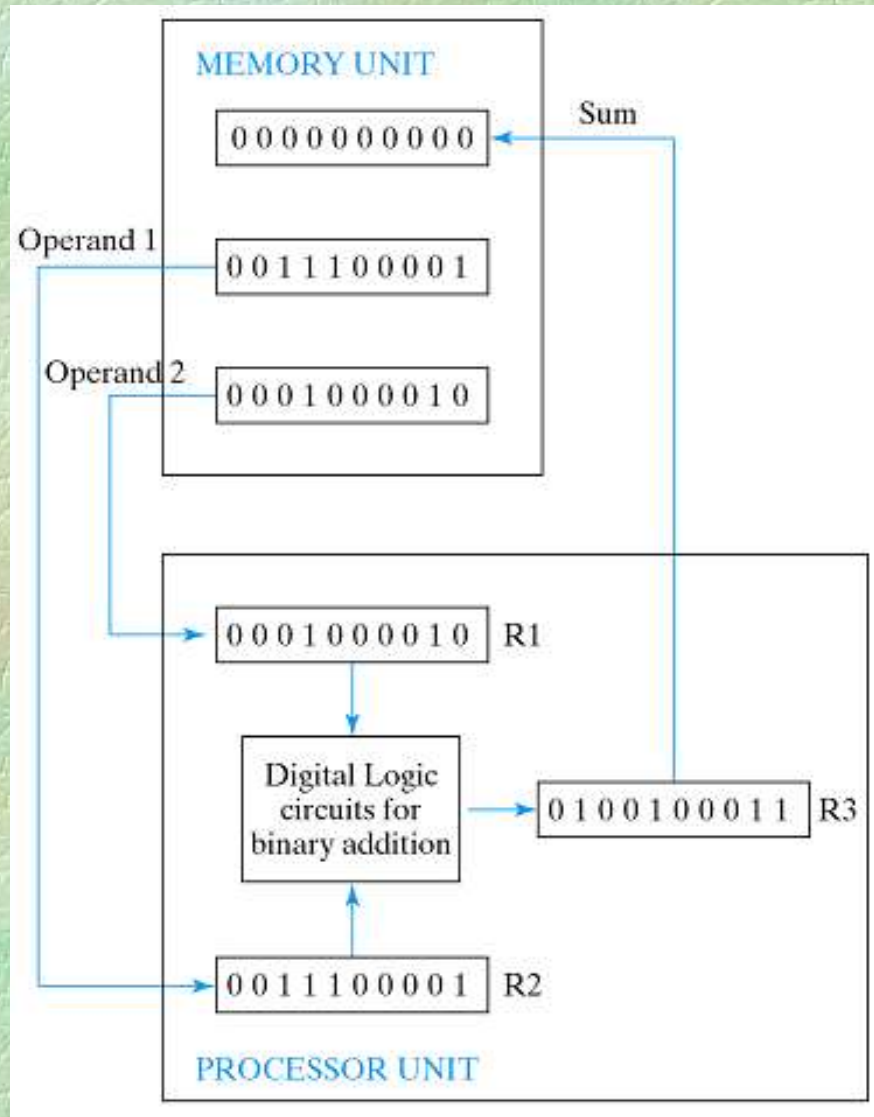 MEMORY UNIT
Sum
0 0 0 0 0 0 0 0 0 0
Operand 1
0 0 1 1 1 0 0 0 0 1
Operand 2
0 0 0 1 0 0 0 0 1 0
0 0 0 1 0 0 0 0 1 0 R1
Digital Logic
circuits for
binary addition
0 1 0 0 1 0 0 0 1 1 R3
0 0 1 1 1 0 0 0 0 1 R2
PROCESSOR UNIT